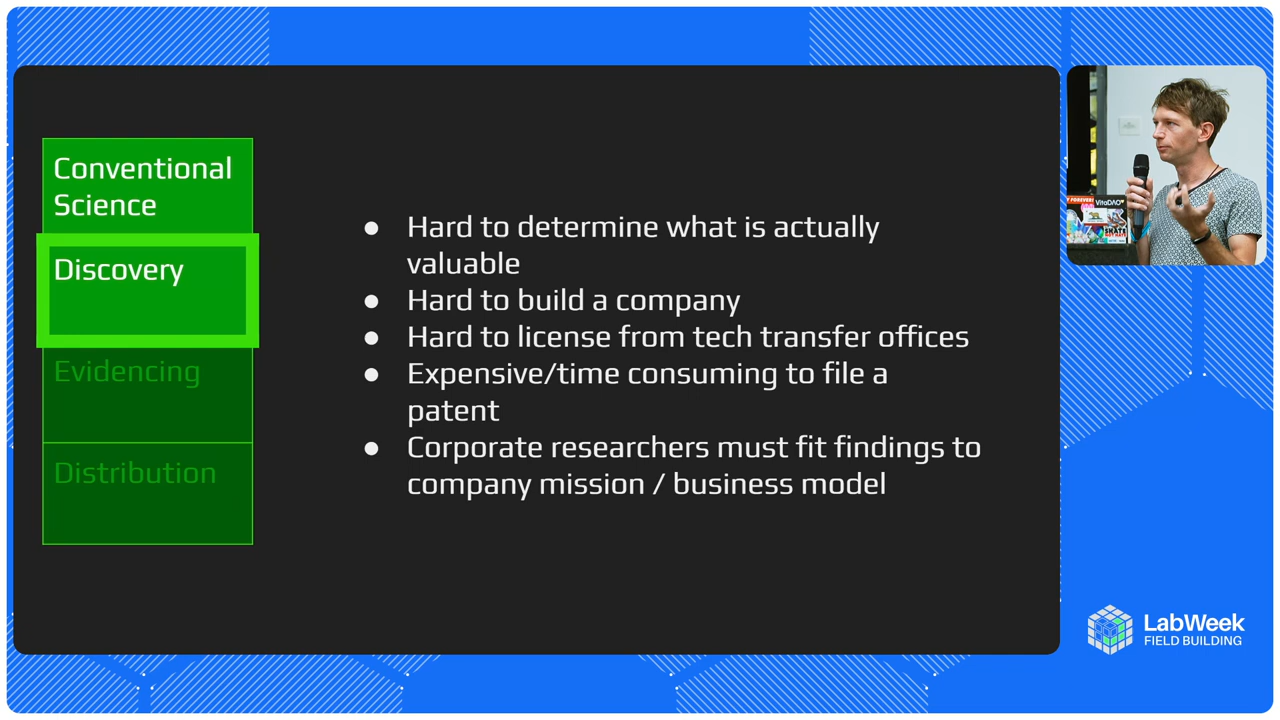 Conventional
Science
Discovery
Evidencing
Distribution
● Hard to determine what is actually
valuable
● Hard to build a company
● Hard to license from tech transfer offices
● Expensive/time consuming to file a
patent
● Corporate researchers must fit findings to
company mission / business model
VitaDAO
SKATE
LabWeek
FIELD BUILDING